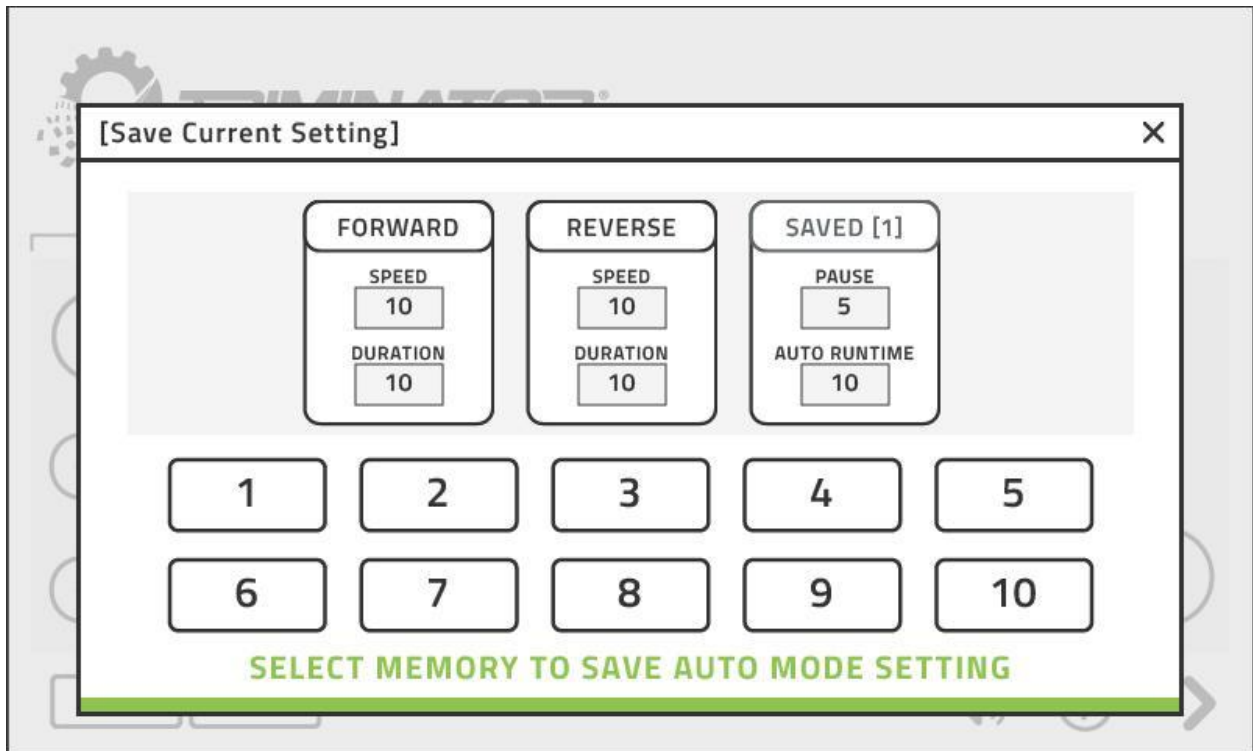 [Save Current Setting]
FORWARD REVERSE SAVED [1]
SPEED SPEED PAUSE
10 10 5
DURATION DURATION AUTO RUNTIME
10 10 10
1 2 3 4 5
6 7 8 9 10
SELECT MEMORY TO SAVE AUTO MODE SETTING